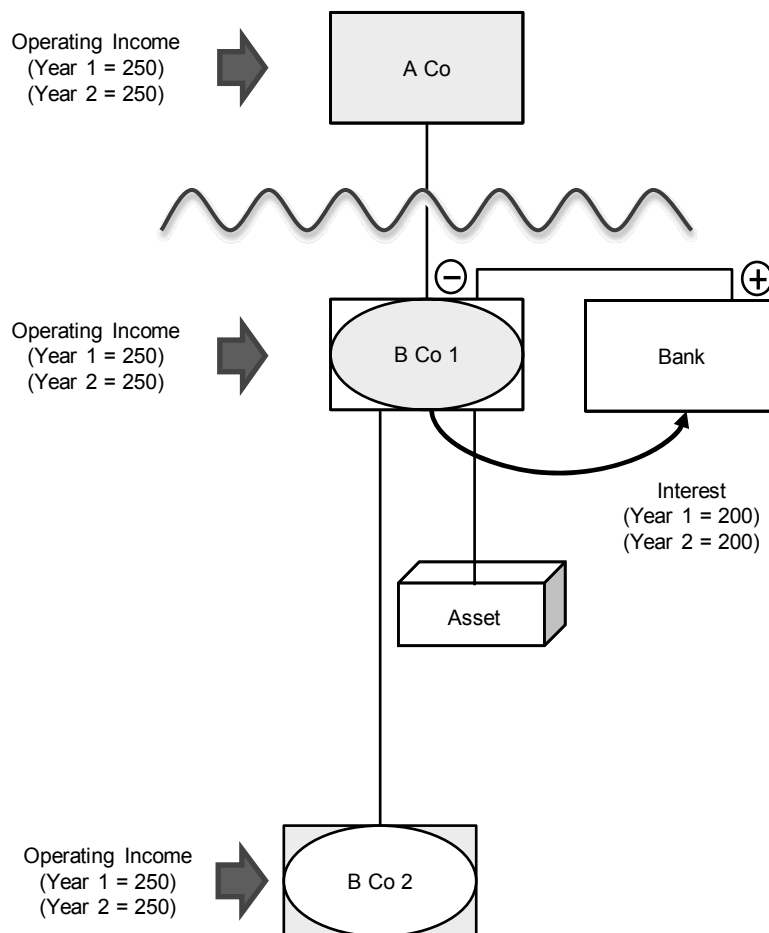 Operating Income
(Year 1 = 250)
(Year 2 = 250)
A Co
−
+
Operating Income
(Year 1 = 250)
(Year 2 = 250)
B Co 1
Bank
Interest
(Year 1 = 200)
(Year 2 = 200)
Asset
Operating Income
(Year 1 = 250)
(Year 2 = 250)
B Co 2